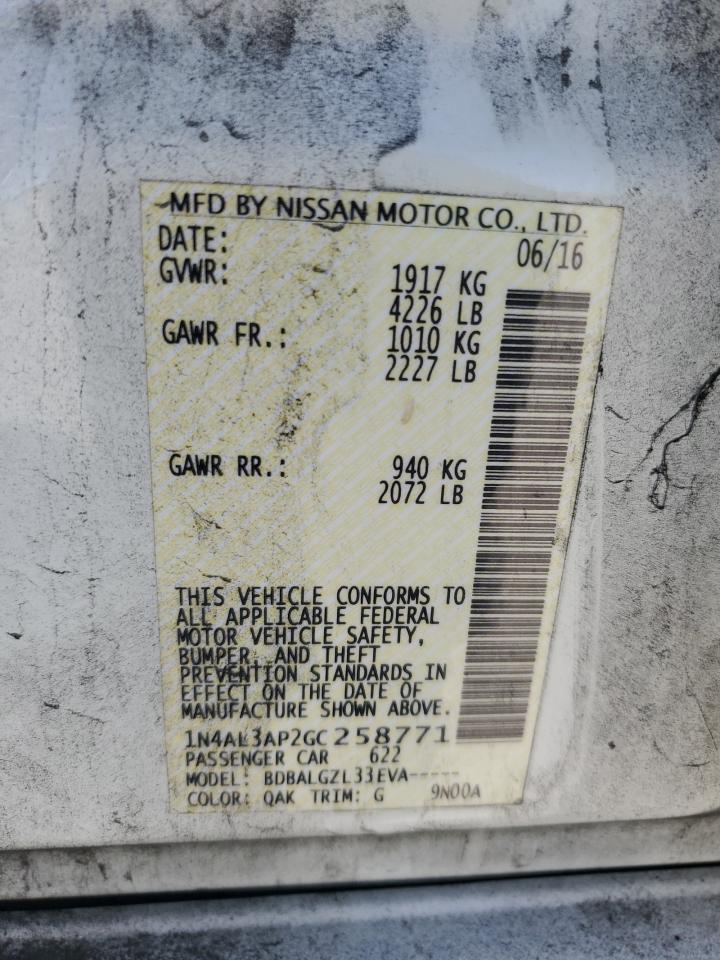 MFD BY NISSAN MOTOR CO., LTD.
DATE: 06/16
GVWR: 1917 KG
4226 LB
GAWR FR.: 1010 KG
2227 LB
GAWR RR.: 940 KG
2072 LB
THIS VEHICLE CONFORMS TO
ALL APPLICABLE FEDERAL
MOTOR VEHICLE SAFETY,
BUMPER, AND THEFT
PREVENTION STANDARDS IN
EFFECT ON THE DATE OF
MANUFACTURE SHOWN ABOVE.
1N4AL3AP2GC258771
PASSENGER CAR 622
MODEL: BDBALGZL33EVA-----
COLOR: QAK TRIM: G 9N00A